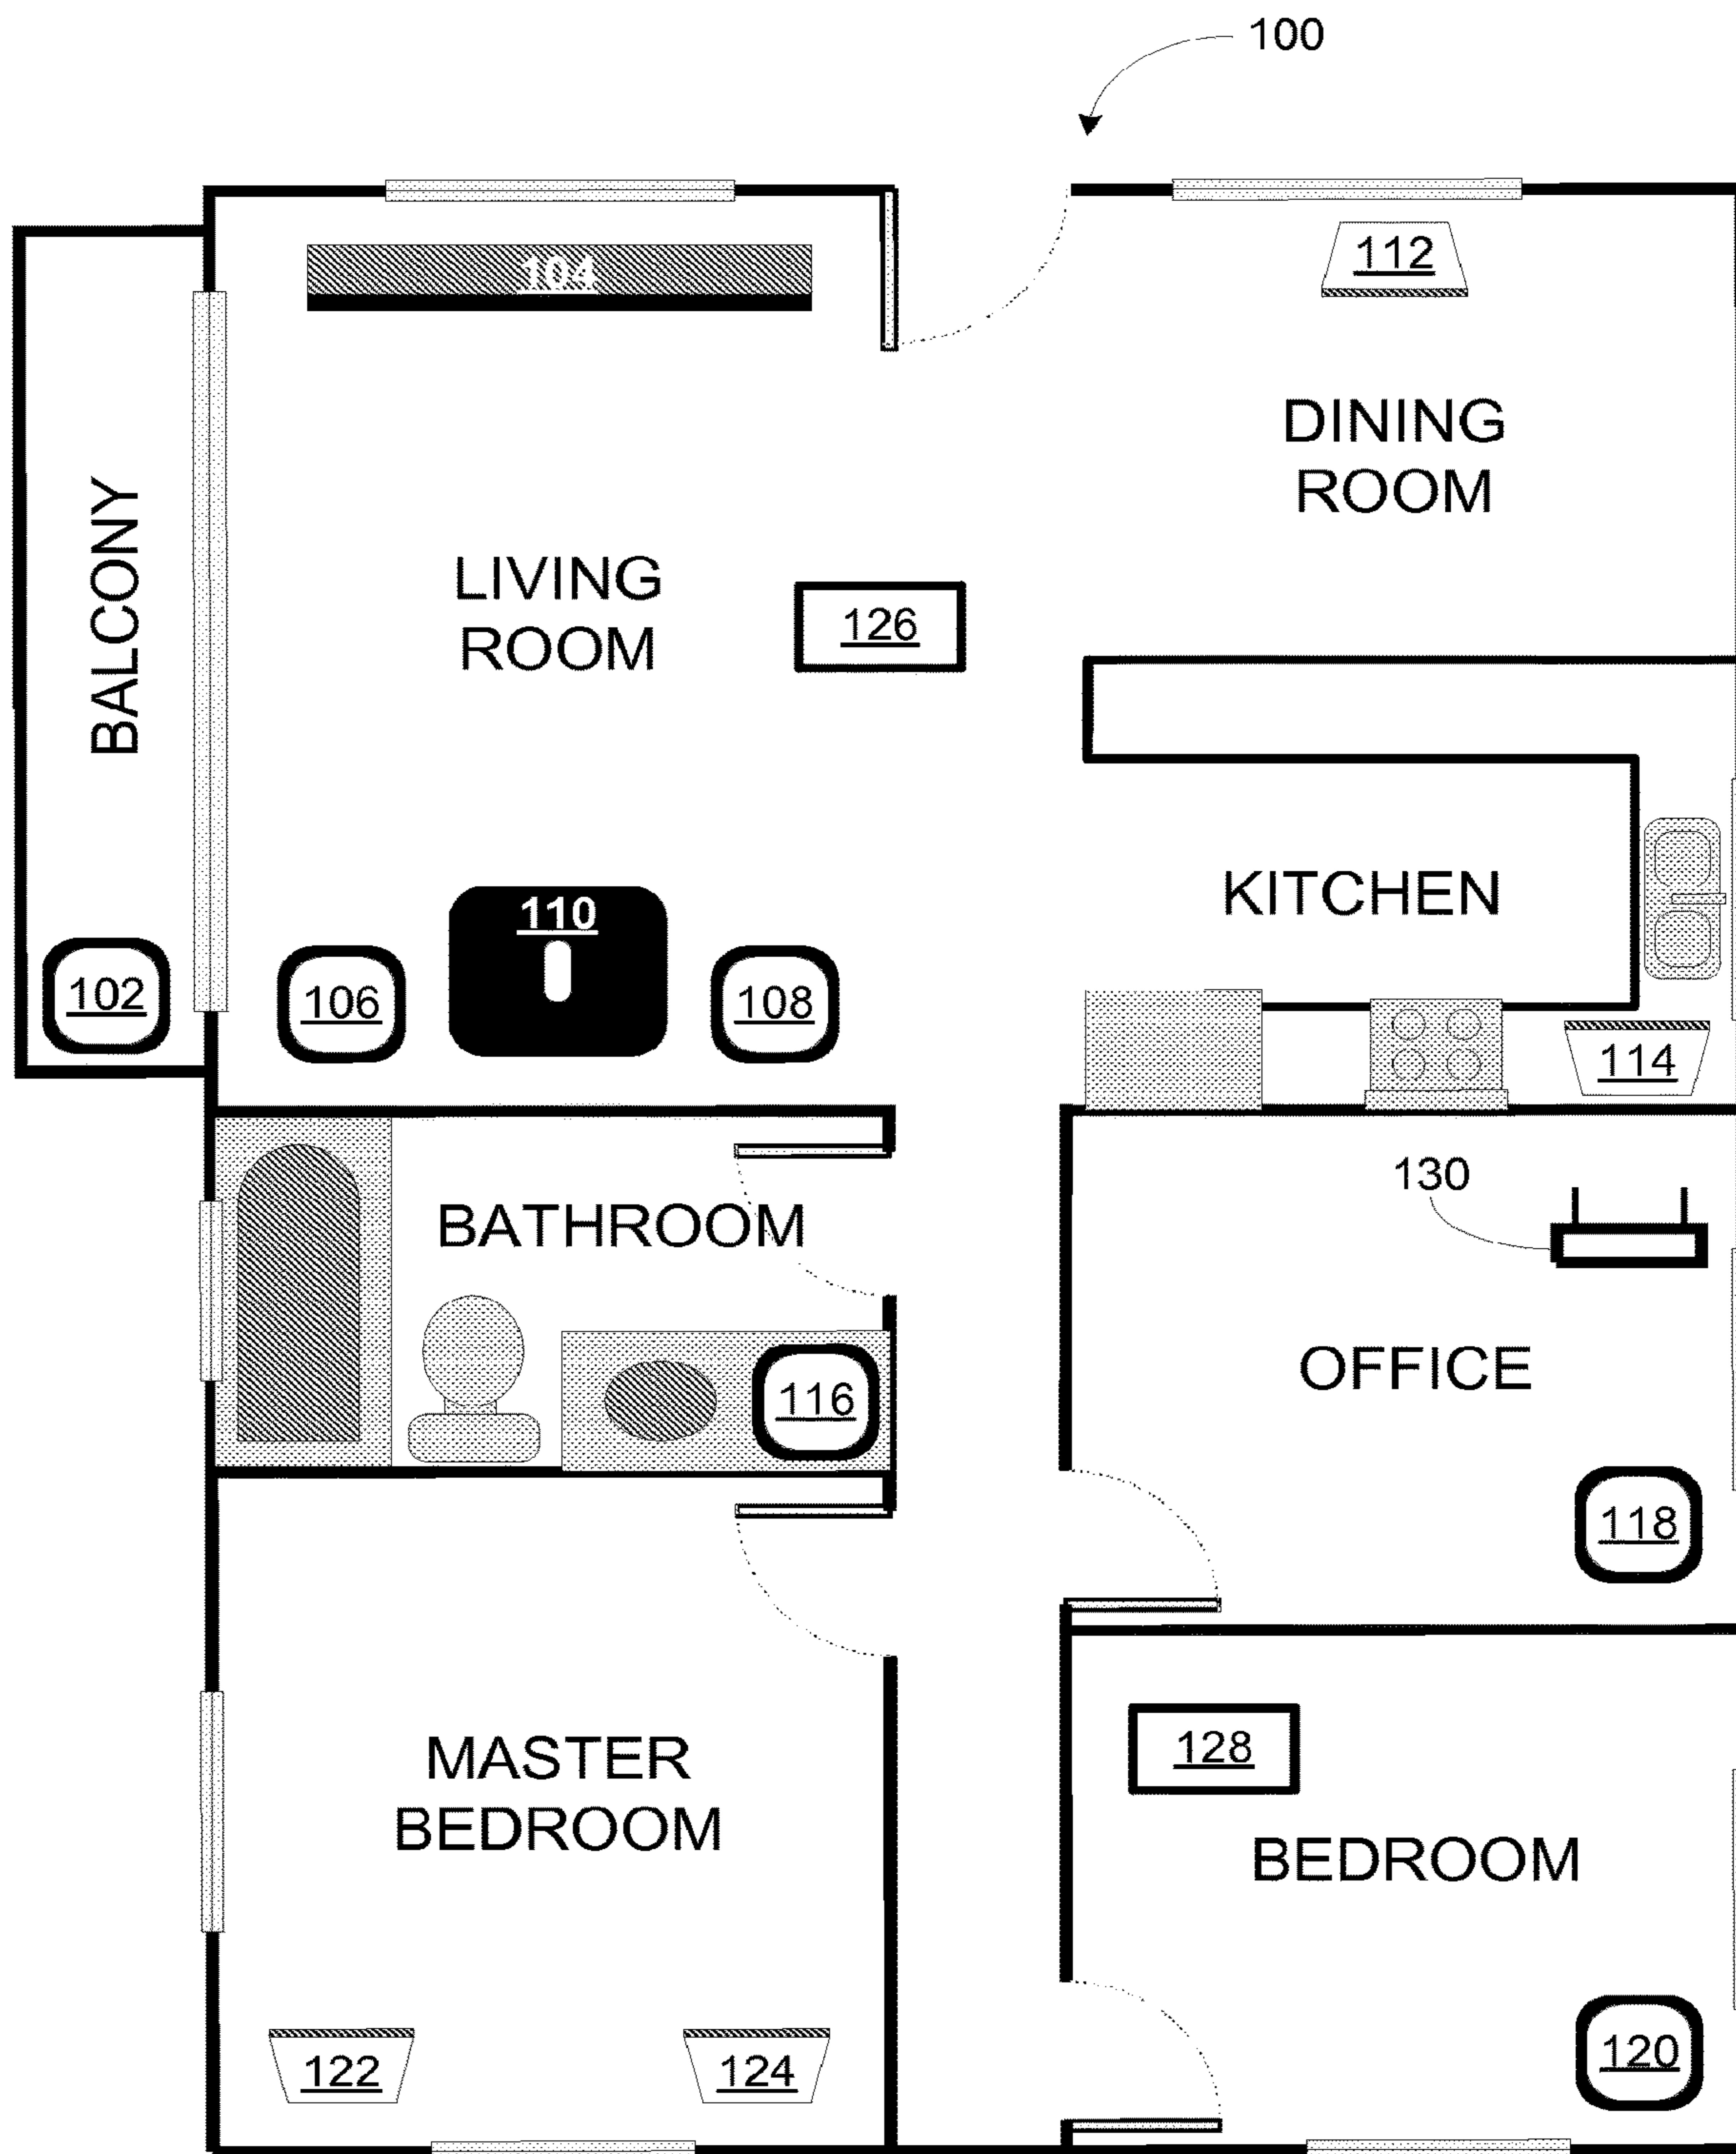 100
104
112
DINING
ROOM
BALCONY
LIVING
ROOM
126
KITCHEN
110
102
106
108
114
130
BATHROOM
OFFICE
116
118
MASTER
BEDROOM
128
BEDROOM
122
124
120